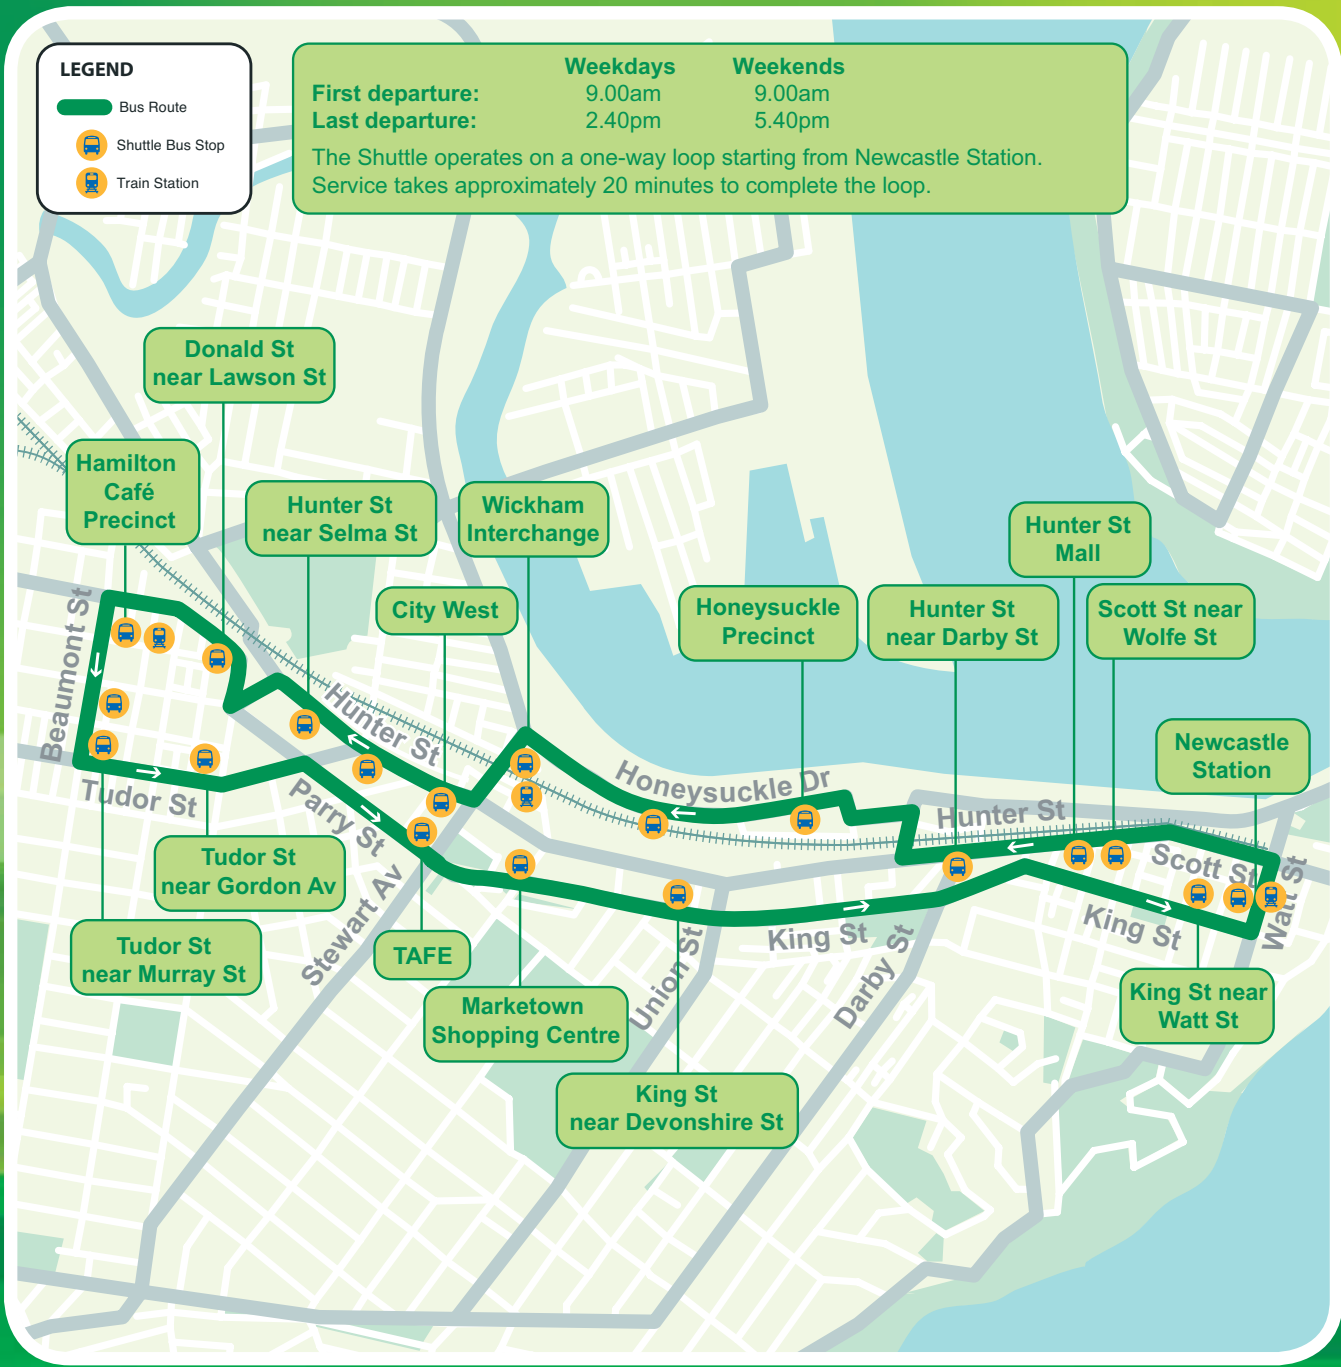 LEGEND
Bus Route
Shuttle Bus Stop
Train Station
Weekdays Weekends
First departure: 9.00am 9.00am
Last departure: 2.40pm 5.40pm
The Shuttle operates on a one-way loop starting from Newcastle Station.
Service takes approximately 20 minutes to complete the loop.
Donald St
near Lawson St
Hamilton
Café
Precinct
Hunter St
near Selma St
Wickham
Interchange
City West
Honeysuckle
Precinct
Hunter St
near Darby St
Hunter St
Mall
Scott St near
Wolfe St
Newcastle
Station
Beaumont St
Hunter St
Honeysuckle Dr
Hunter St
Scott St
Watt St
Tudor St
Parry St
Stewart Av
Union St
King St
Darby St
King St
Tudor St
near Gordon Av
Tudor St
near Murray St
TAFE
Marketown
Shopping Centre
King St
near Devonshire St
King St near
Watt St